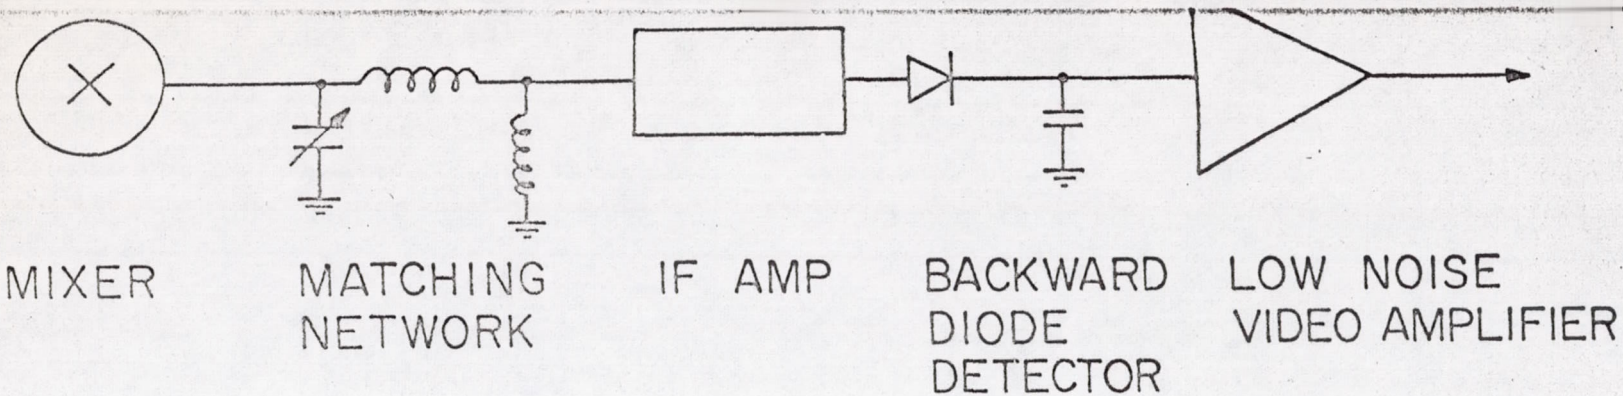 MIXER
MATCHING
NETWORK
IF AMP
BACKWARD
DIODE
DETECTOR
LOW NOISE
VIDEO AMPLIFIER